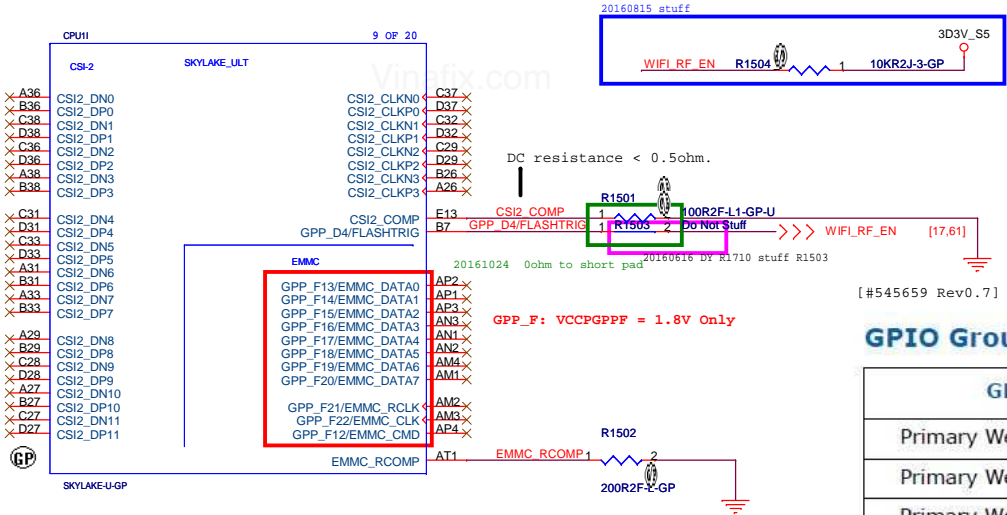 20160815 stuff
CPU1I
9 OF 20
3D3V_S5
CSI-2
SKYLAKE_ULT
WIFI_RF_EN R1504 1 10KR2J-3-GP
Vinafix.com
A36 CSI2_DN0 CSI2_CLKN0 C37
B36 CSI2_DP0 CSI2_CLKP0 D37
C38 CSI2_DN1 CSI2_CLKN1 C32
D38 CSI2_DP1 CSI2_CLKP1 D32
C36 CSI2_DN2 CSI2_CLKN2 C29
D36 CSI2_DP2 CSI2_CLKP2 D29
A38 CSI2_DN3 CSI2_CLKN3 B26
B38 CSI2_DP3 CSI2_CLKP3 A26
DC resistance < 0.5ohm.
R1501
C31 CSI2_DN4 CSI2_COMP E13 CSI2_COMP 1 100R2F-L1-GP-U
D31 CSI2_DP4 GPP_D4/FLASHTRIG B7 GPP_D4/FLASHTRIG 1 R1503 2 Do Not Stuff WIFI_RF_EN [17,61]
C33 CSI2_DN5
D33 CSI2_DP5
A31 CSI2_DN6
B31 CSI2_DP6
A33 CSI2_DN7
B33 CSI2_DP7
EMMC
20161024 0ohm to short pad
20160616 DY R1710 stuff R1503
GPP_F13/EMMC_DATA0 AP2
GPP_F14/EMMC_DATA1 AP1
GPP_F15/EMMC_DATA2 AP3
GPP_F16/EMMC_DATA3 AN3
GPP_F17/EMMC_DATA4 AN1
GPP_F18/EMMC_DATA5 AN2
GPP_F19/EMMC_DATA6 AM4
GPP_F20/EMMC_DATA7 AM1
GPP_F: VCCPGPPF = 1.8V Only
[#545659 Rev0.7]
A29 CSI2_DN8
B29 CSI2_DP8
C28 CSI2_DN9
D28 CSI2_DP9
A27 CSI2_DN10
B27 CSI2_DP10
C27 CSI2_DN11
D27 CSI2_DP11
GPP_F21/EMMC_RCLK AM2
GPP_F22/EMMC_CLK AM3
GPP_F12/EMMC_CMD AP4
GPIO Grou
GI
Primary We
Primary We
Primary We
R1502
EMMC_RCOMP AT1 EMMC_RCOMP 1 2
200R2F-L-GP
GP
SKYLAKE-U-GP